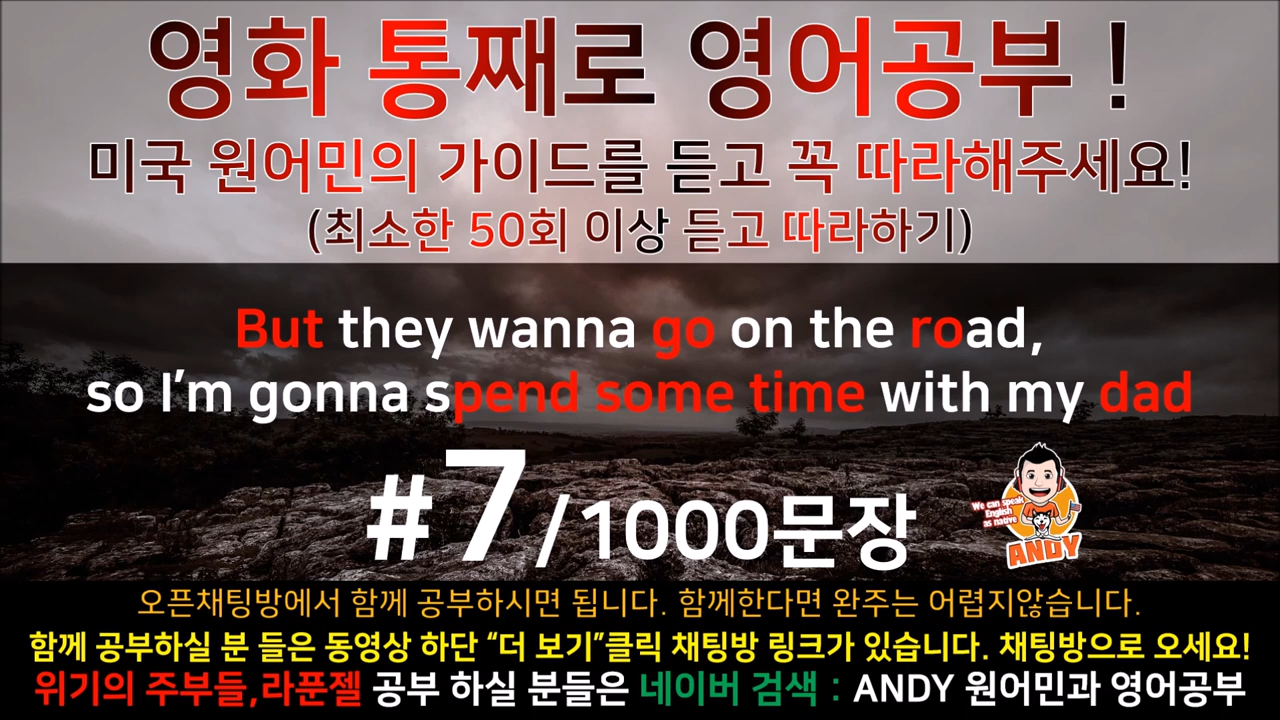 영화 통째로 영어공부 !
미국 원어민의 가이드를 듣고 꼭 따라해주세요!
(최소한 50회 이상 듣고 따라하기)
But they wanna go on the road,
so I’m gonna spend some time with my dad
#7/1000문장
We can speak
English
as native
ANDY
오픈채팅방에서 함께 공부하시면 됩니다. 함께한다면 완주는 어렵지않습니다.
함께 공부하실 분 들은 동영상 하단 “더 보기”클릭 채팅방 링크가 있습니다. 채팅방으로 오세요!
위기의 주부들,라푼젤 공부 하실 분들은 네이버 검색 : ANDY 원어민과 영어공부